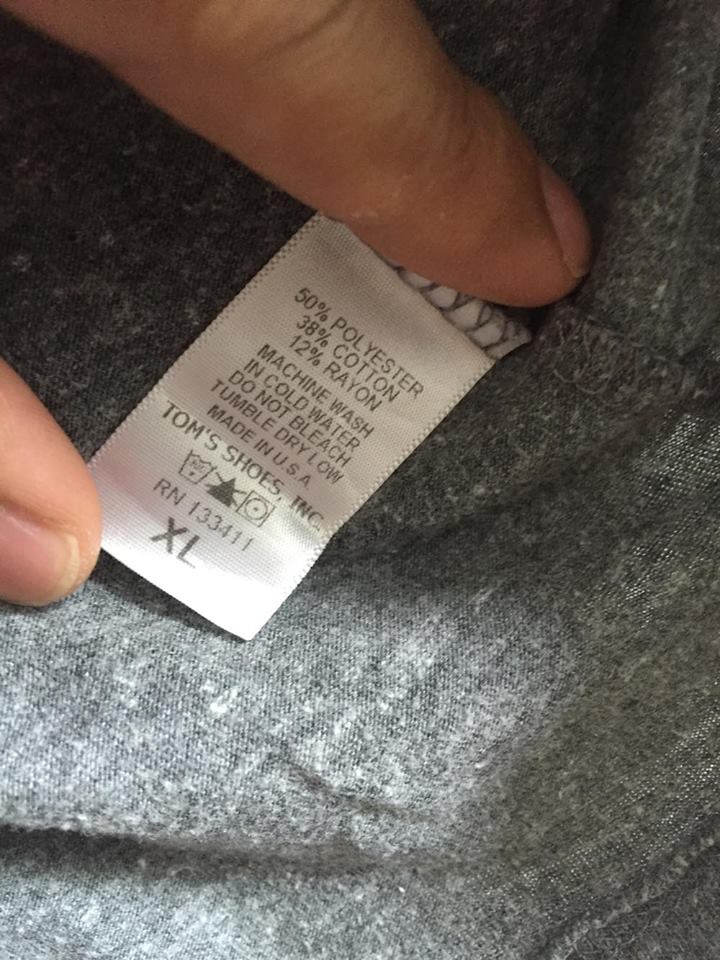 50% POLYESTER
38% COTTON
12% RAYON
MACHINE WASH
IN COLD WATER
DO NOT BLEACH
TUMBLE DRY LOW
MADE IN U.S.A
TOM'S SHOES, INC.
RN 133411
XL